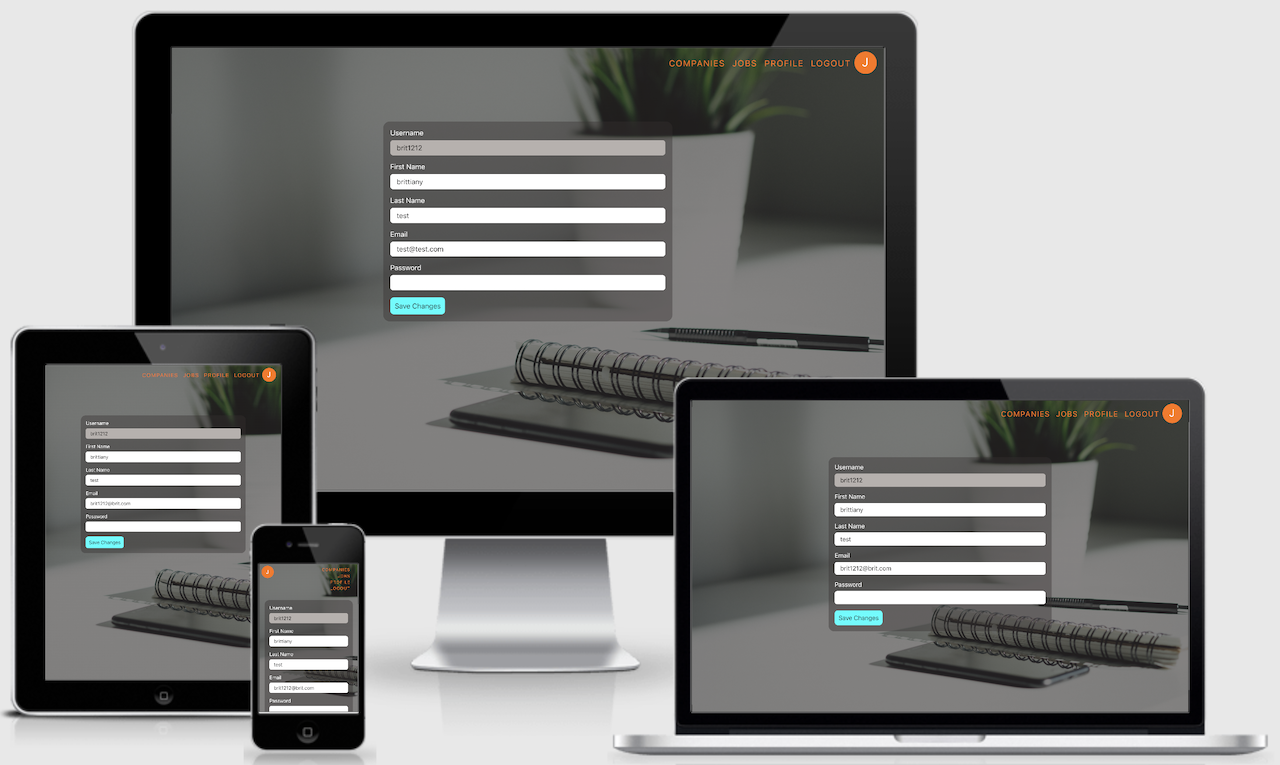 COMPANIES JOBS PROFILE LOGOUT J
Username
brit1212
First Name
brittiany
Last Name
test
Email
test@test.com
Password
Save Changes
COMPANIES JOBS PROFILE LOGOUT J
Username
brit1212
First Name
brittiany
Last Name
test
Email
brit1212@brit.com
Password
Save Changes
J COMPANIES
JOBS
LOGOUT
Username
brit1212
First Name
brittiany
Last Name
test
Email
brit1212@brit.com
Password
COMPANIES JOBS PROFILE LOGOUT J
Username
brit1212
First Name
brittiany
Last Name
test
Email
brit1212@brit.com
Password
Save Changes